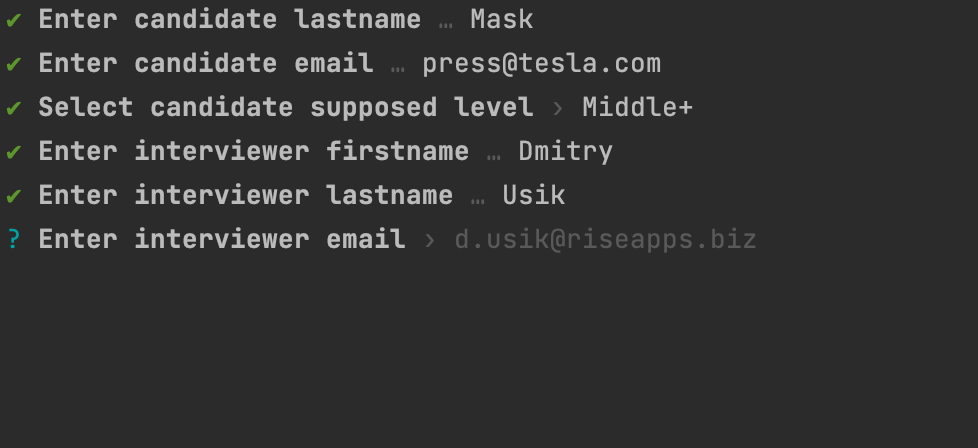 ✔ Enter candidate lastname … Mask
✔ Enter candidate email … press@tesla.com
✔ Select candidate supposed level › Middle+
✔ Enter interviewer firstname … Dmitry
✔ Enter interviewer lastname … Usik
? Enter interviewer email › d.usik@riseapps.biz